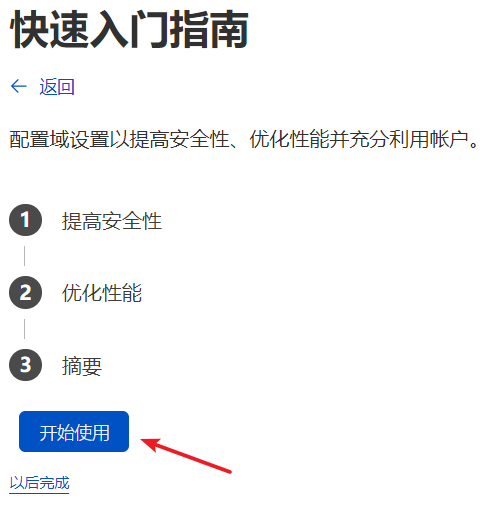 快速入门指南
← 返回
配置域设置以提高安全性、优化性能并充分利用帐户。
1 提高安全性
2 优化性能
3 摘要
开始使用
以后完成